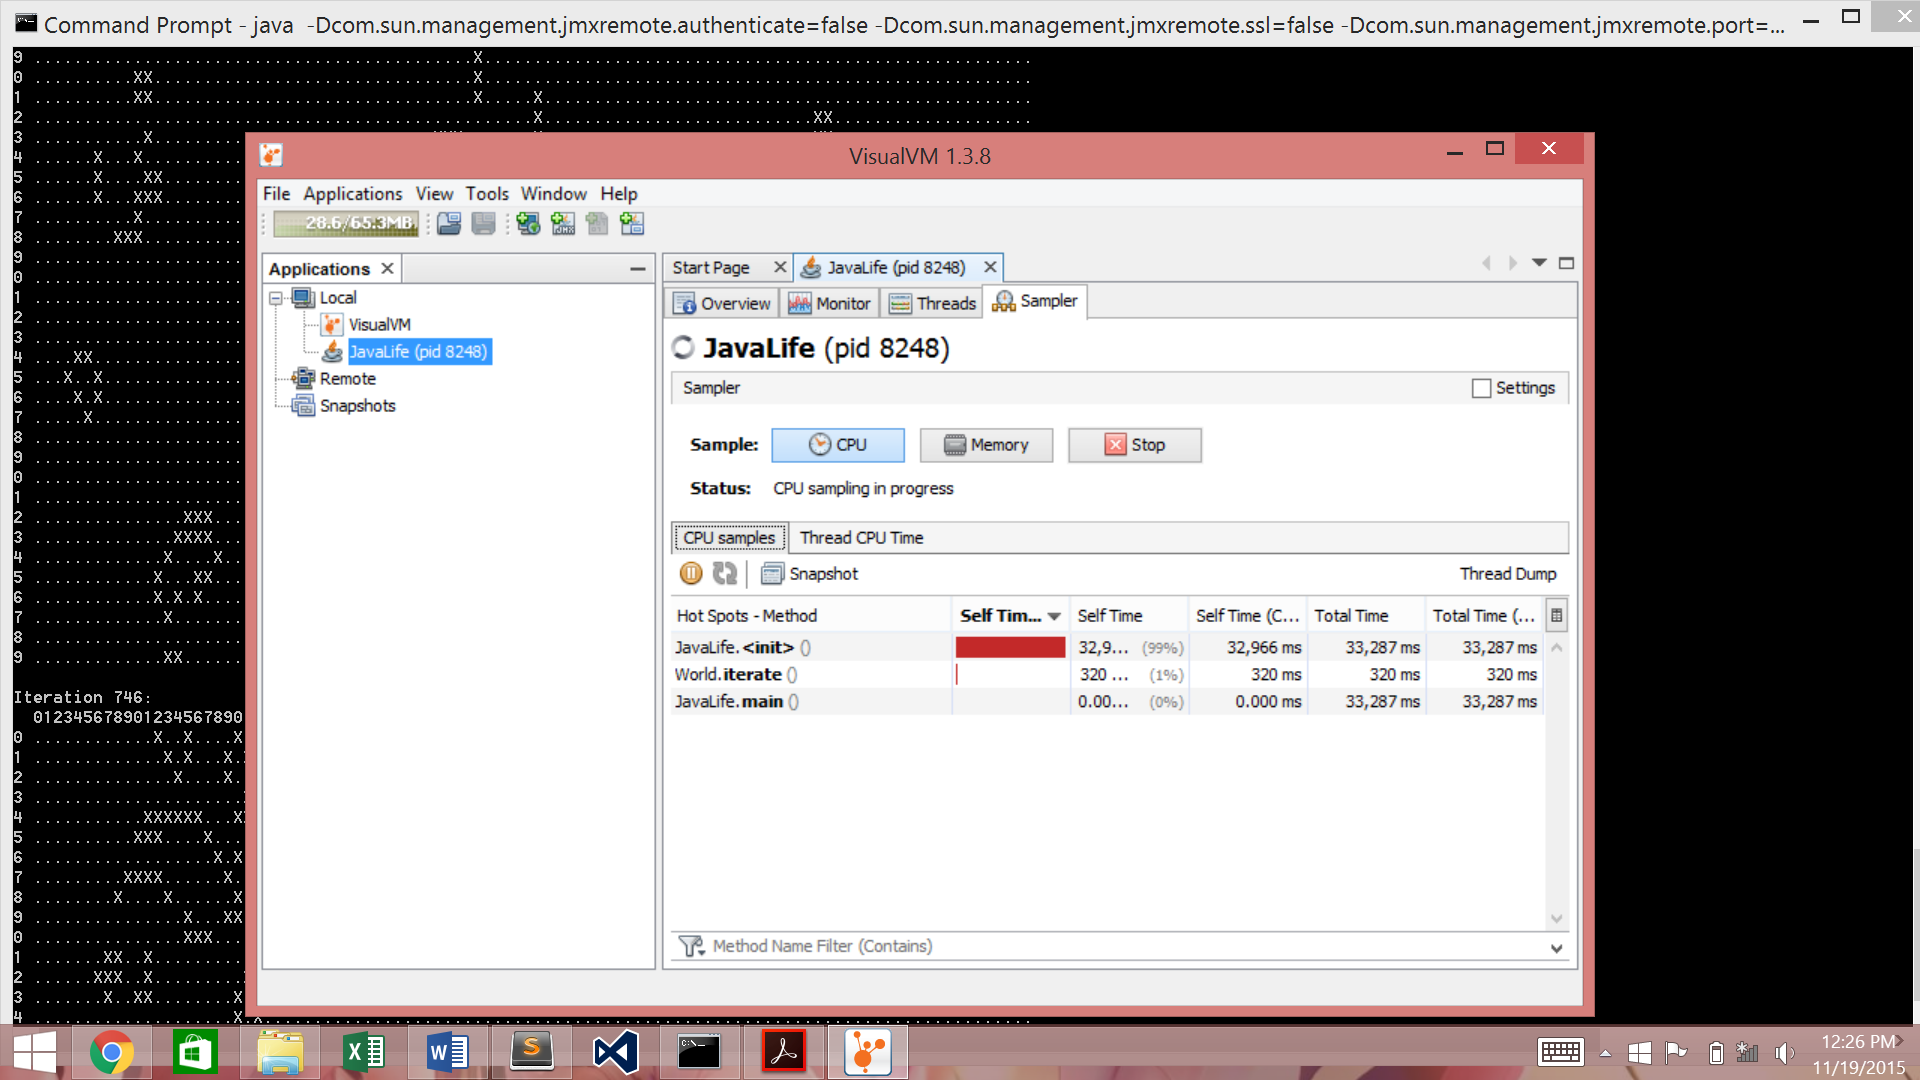 Command Prompt - java -Dcom.sun.management.jmxremote.authenticate=false -Dcom.sun.management.jmxremote.ssl=false -Dcom.sun.management.jmxremote.port=...
VisualVM 1.3.8
File Applications View Tools Window Help
28.6/65.3MB
Applications
Local
VisualVM
JavaLife (pid 8248)
Remote
Snapshots
Start Page
JavaLife (pid 8248)
Overview Monitor Threads Sampler
JavaLife (pid 8248)
Sampler
Settings
Sample: CPU Memory Stop
Status: CPU sampling in progress
CPU samples Thread CPU Time
Snapshot
Thread Dump
Hot Spots - Method Self Tim... Self Time Self Time (C... Total Time Total Time (...
JavaLife.<init> () 32,9... (99%) 32,966 ms 33,287 ms 33,287 ms
World.iterate () 320 ... (1%) 320 ms 320 ms 320 ms
JavaLife.main () 0.00... (0%) 0.000 ms 33,287 ms 33,287 ms
Method Name Filter (Contains)
Iteration 746:
012345678901234567890
12:26 PM
11/19/2015